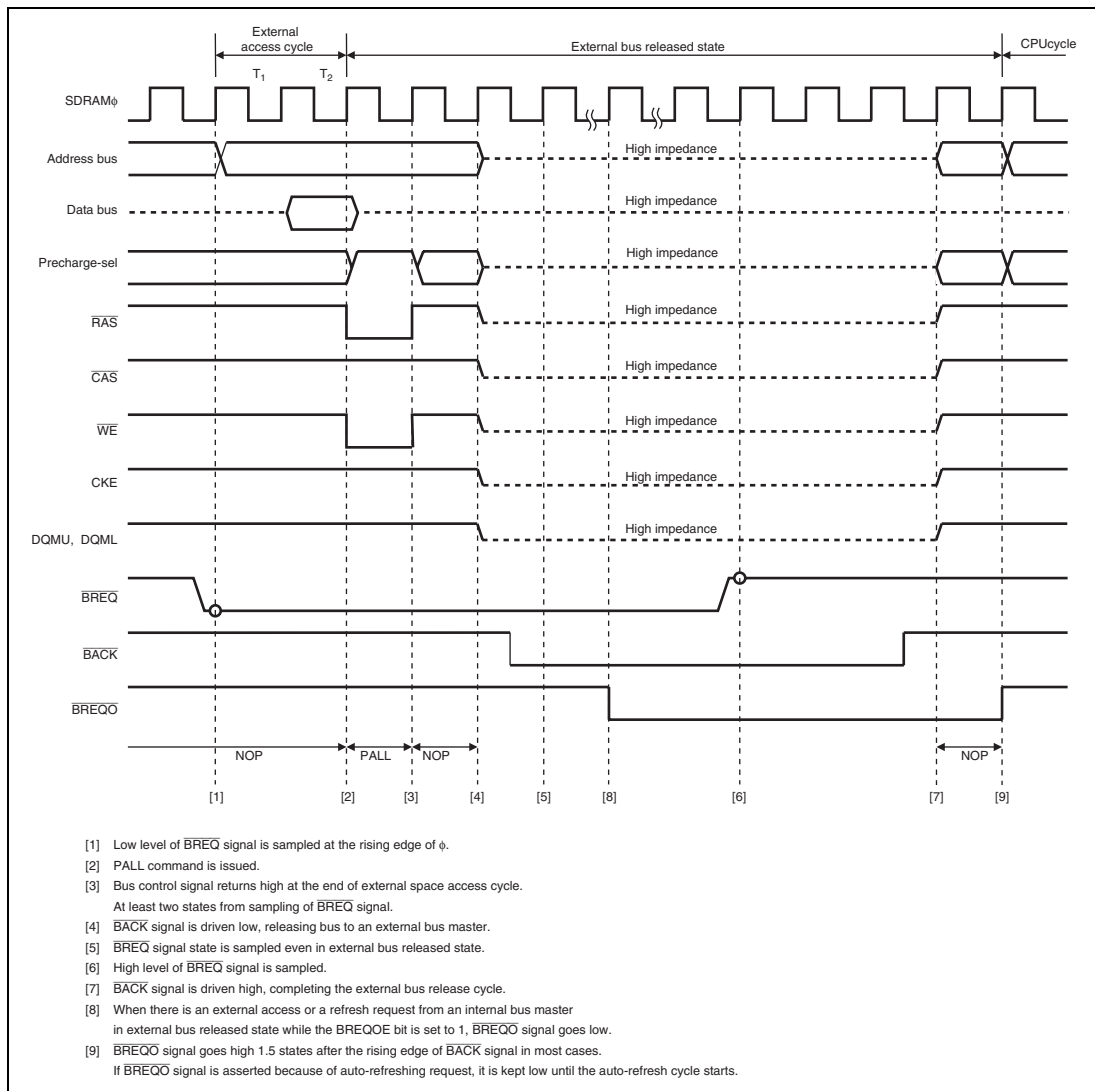 External
access cycle
External bus released state
CPUcycle
T1
T2
SDRAMϕ
Address bus
High impedance
Data bus
High impedance
Precharge-sel
High impedance
RAS
High impedance
CAS
High impedance
WE
High impedance
CKE
High impedance
DQMU, DQML
High impedance
BREQ
BACK
BREQO
NOP
PALL
NOP
NOP
[1]
[2]
[3]
[4]
[5]
[8]
[6]
[7]
[9]
[1] Low level of BREQ signal is sampled at the rising edge of ϕ.
[2] PALL command is issued.
[3] Bus control signal returns high at the end of external space access cycle.
At least two states from sampling of BREQ signal.
[4] BACK signal is driven low, releasing bus to an external bus master.
[5] BREQ signal state is sampled even in external bus released state.
[6] High level of BREQ signal is sampled.
[7] BACK signal is driven high, completing the external bus release cycle.
[8] When there is an external access or a refresh request from an internal bus master
in external bus released state while the BREQOE bit is set to 1, BREQO signal goes low.
[9] BREQO signal goes high 1.5 states after the rising edge of BACK signal in most cases.
If BREQO signal is asserted because of auto-refreshing request, it is kept low until the auto-refresh cycle starts.